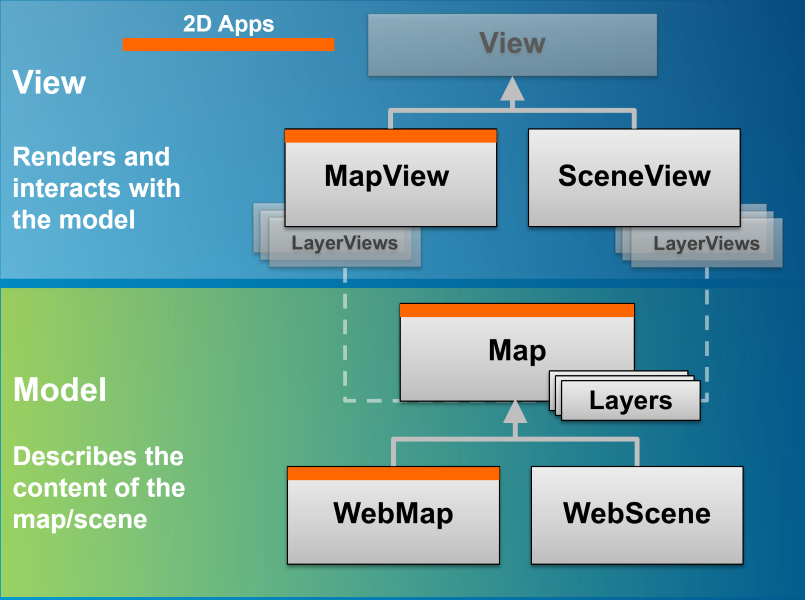 2D Apps
View
View
Renders and
interacts with
the model
MapView
SceneView
LayerViews
LayerViews
Map
Layers
Model
Describes the
content of the
map/scene
WebMap
WebScene